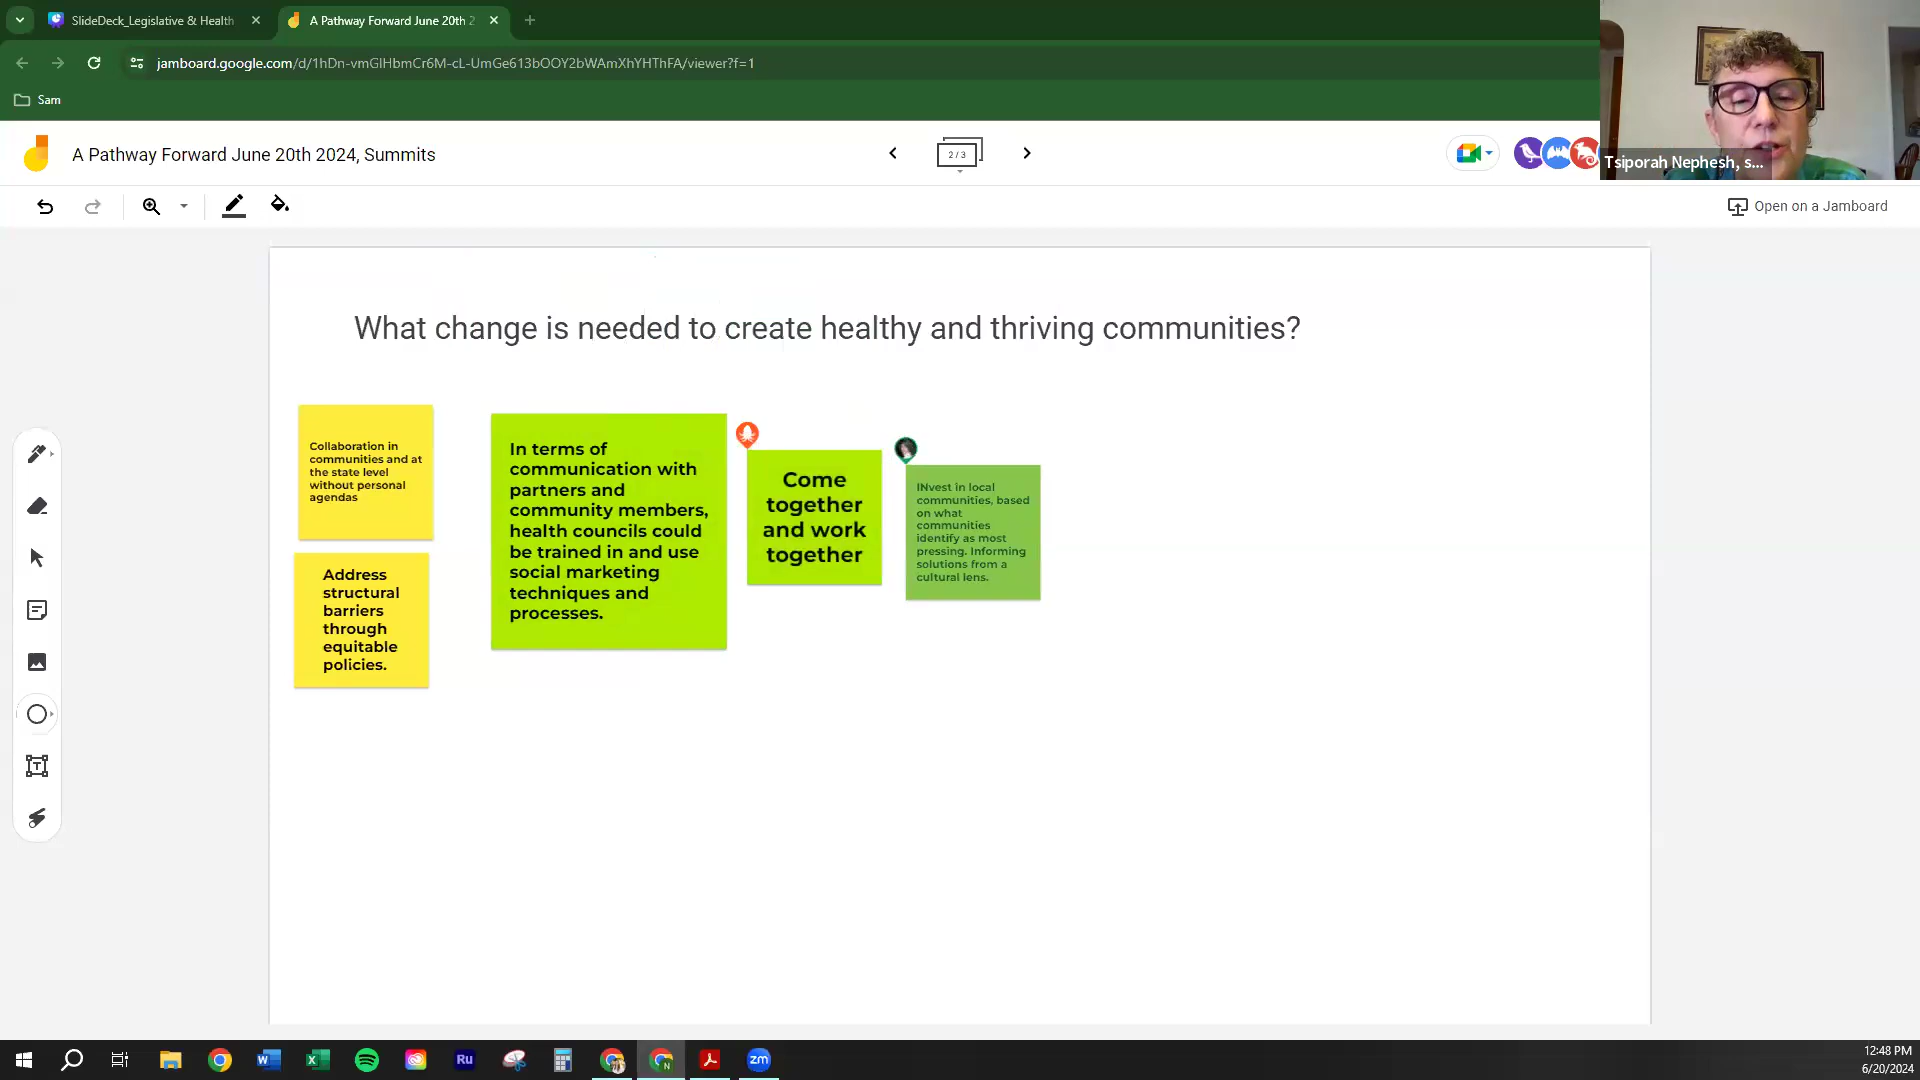 SlideDeck_Legislative & Health
A Pathway Forward June 20th 2
jamboard.google.com/d/1hDn-vmGlHbmCr6M-cL-UmGe613bOOY2bWAmXhYHThFA/viewer?f=1
Sam
A Pathway Forward June 20th 2024, Summits
2 / 3
Tsiporah Nephesh, s...
Open on a Jamboard
What change is needed to create healthy and thriving communities?
Collaboration in
communities and at
the state level
without personal
agendas
Address
structural
barriers
through
equitable
policies.
In terms of
communication with
partners and
community members,
health councils could
be trained in and use
social marketing
techniques and
processes.
Come
together
and work
together
INvest in local
communities, based
on what
communities
identify as most
pressing. Informing
solutions from a
cultural lens.
Ru
zm
12:48 PM
6/20/2024